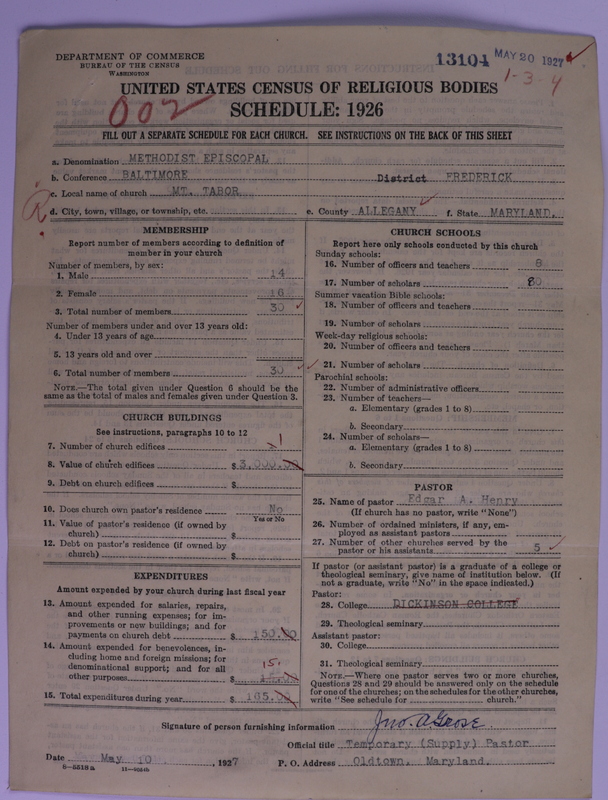 DEPARTMENT OF COMMERCE
BUREAU OF THE CENSUS
WASHINGTON
13101 MAY 20 1927
1-3-4
UNITED STATES CENSUS OF RELIGIOUS BODIES
002
SCHEDULE: 1926
FILL OUT A SEPARATE SCHEDULE FOR EACH CHURCH. SEE INSTRUCTIONS ON THE BACK OF THIS SHEET
a. Denomination METHODIST EPISCOPAL
b. Conference BALTIMORE District FREDERICK
c. Local name of church MT. TABOR
d. City, town, village, or township, etc. e. County ALLEGANY f. State MARYLAND.
MEMBERSHIP
Report number of members according to definition of
member in your church
Number of members, by sex:
1. Male 14
2. Female 16
3. Total number of members 30
Number of members under and over 13 years old:
4. Under 13 years of age
5. 13 years old and over
6. Total number of members 30
NOTE.—The total given under Question 6 should be
same as the total of males and females given under Question 3.
CHURCH BUILDINGS
See instructions, paragraphs 10 to 12
7. Number of church edifices 1
8. Value of church edifices $3,000.00
9. Debt on church edifices $
10. Does church own pastor's residence No
Yes or No
11. Value of pastor's residence (if owned by
church) $
12. Debt on pastor's residence (if owned by
church) $
EXPENDITURES
Amount expended by your church during last fiscal year
13. Amount expended for salaries, repairs,
and other running expenses; for im-
provements or new buildings; and for
payments on church debt $ 150.00
14. Amount expended for benevolences, in-
cluding home and foreign missions; for
denominational support; and for all 15.
other purposes $
15. Total expenditures during year $ 165.00
CHURCH SCHOOLS
Report here only schools conducted by this church
Sunday schools:
16. Number of officers and teachers 8
17. Number of scholars 80
Summer vacation Bible schools:
18. Number of officers and teachers
19. Number of scholars
Week-day religious schools:
20. Number of officers and teachers
21. Number of scholars
Parochial schools:
22. Number of administrative officers
23. Number of teachers—
a. Elementary (grades 1 to 8)
b. Secondary
24. Number of scholars—
a. Elementary (grades 1 to 8)
b. Secondary
PASTOR
25. Name of pastor Edgar A. Henry
(If church has no pastor, write "None")
26. Number of ordained ministers, if any, em-
ployed as assistant pastors
27. Number of other churches served by the
pastor or his assistants 5
If pastor (or assistant pastor) is a graduate of a college or
theological seminary, give name of institution below. (If
not a graduate, write "No" in the space indicated.)
Pastor:
28. College DICKINSON COLLEGE
29. Theological seminary
Assistant pastor:
30. College
31. Theological seminary
NOTE.—Where one pastor serves two or more churches,
Questions 28 and 29 should be answered only on the schedule
for one of the churches; on the schedules for the other churches,
write "See schedule for church."
Signature of person furnishing information Jno. A Grose
Official title Temporary (Supply) Pastor
Date May 10 , 1927 P. O. Address Oldtown, Maryland.
8—5518a